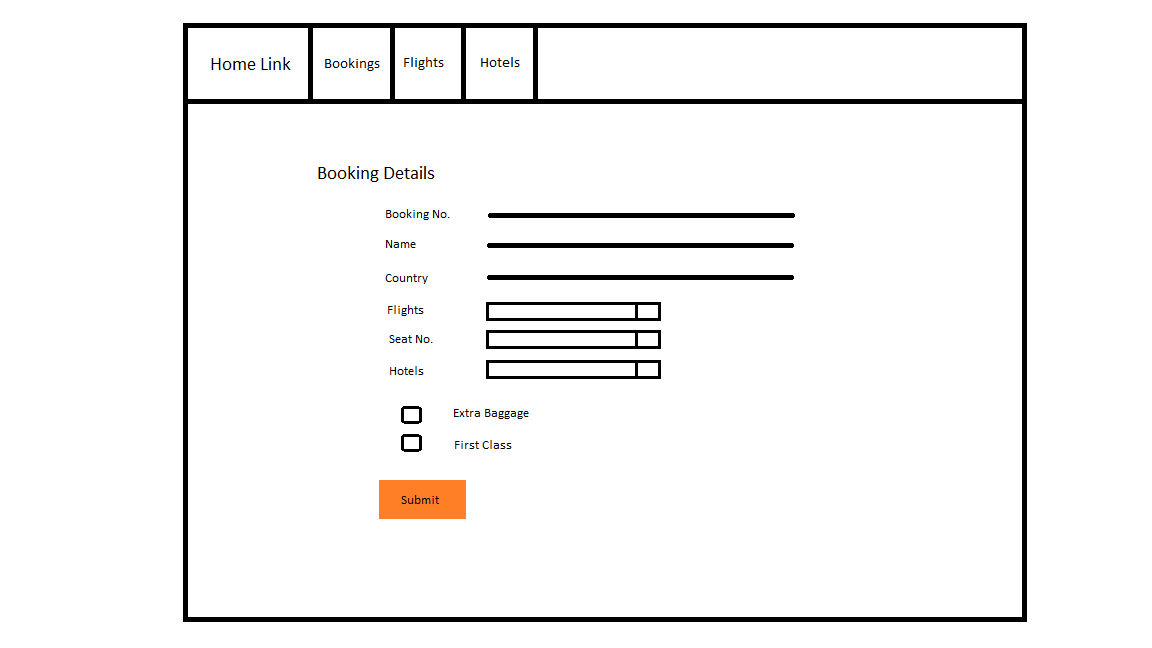 Home Link
Bookings
Flights
Hotels
Booking Details
Booking No.
Name
Country
Flights
Seat No.
Hotels
Extra Baggage
First Class
Submit